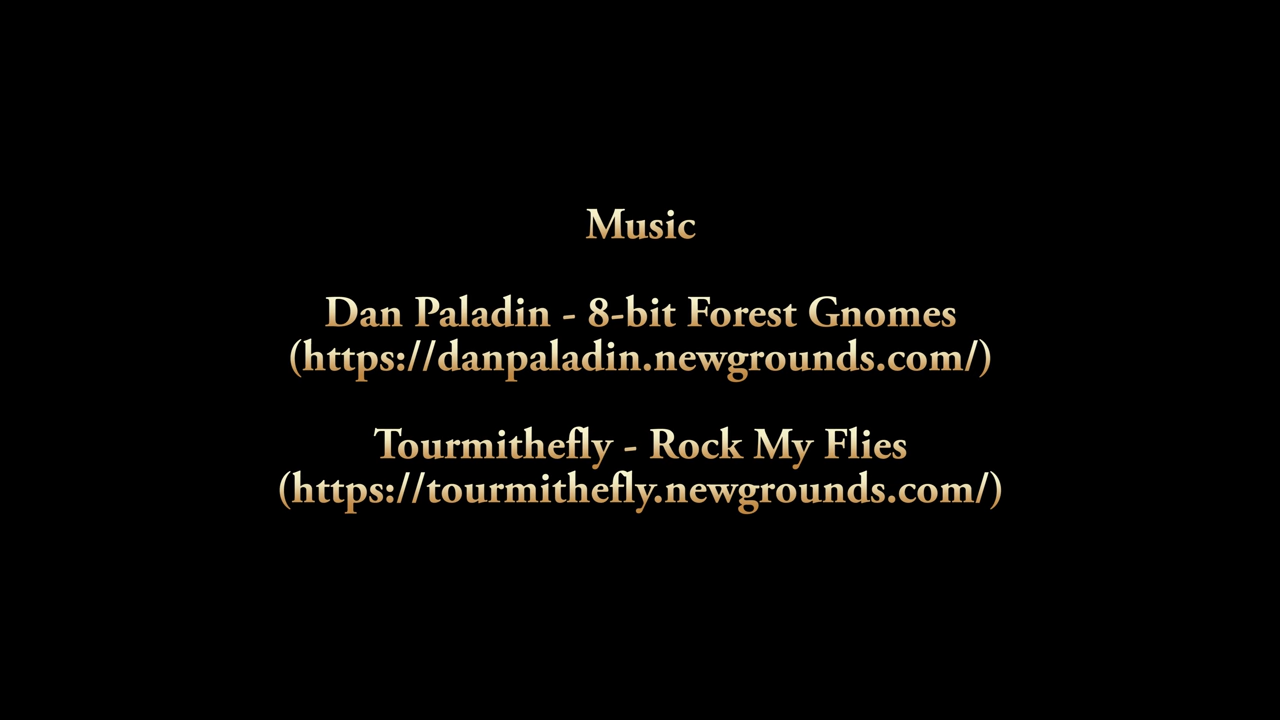 Music
Dan Paladin - 8-bit Forest Gnomes
(https://danpaladin.newgrounds.com/)
Tourmithefly - Rock My Flies
(https://tourmithefly.newgrounds.com/)